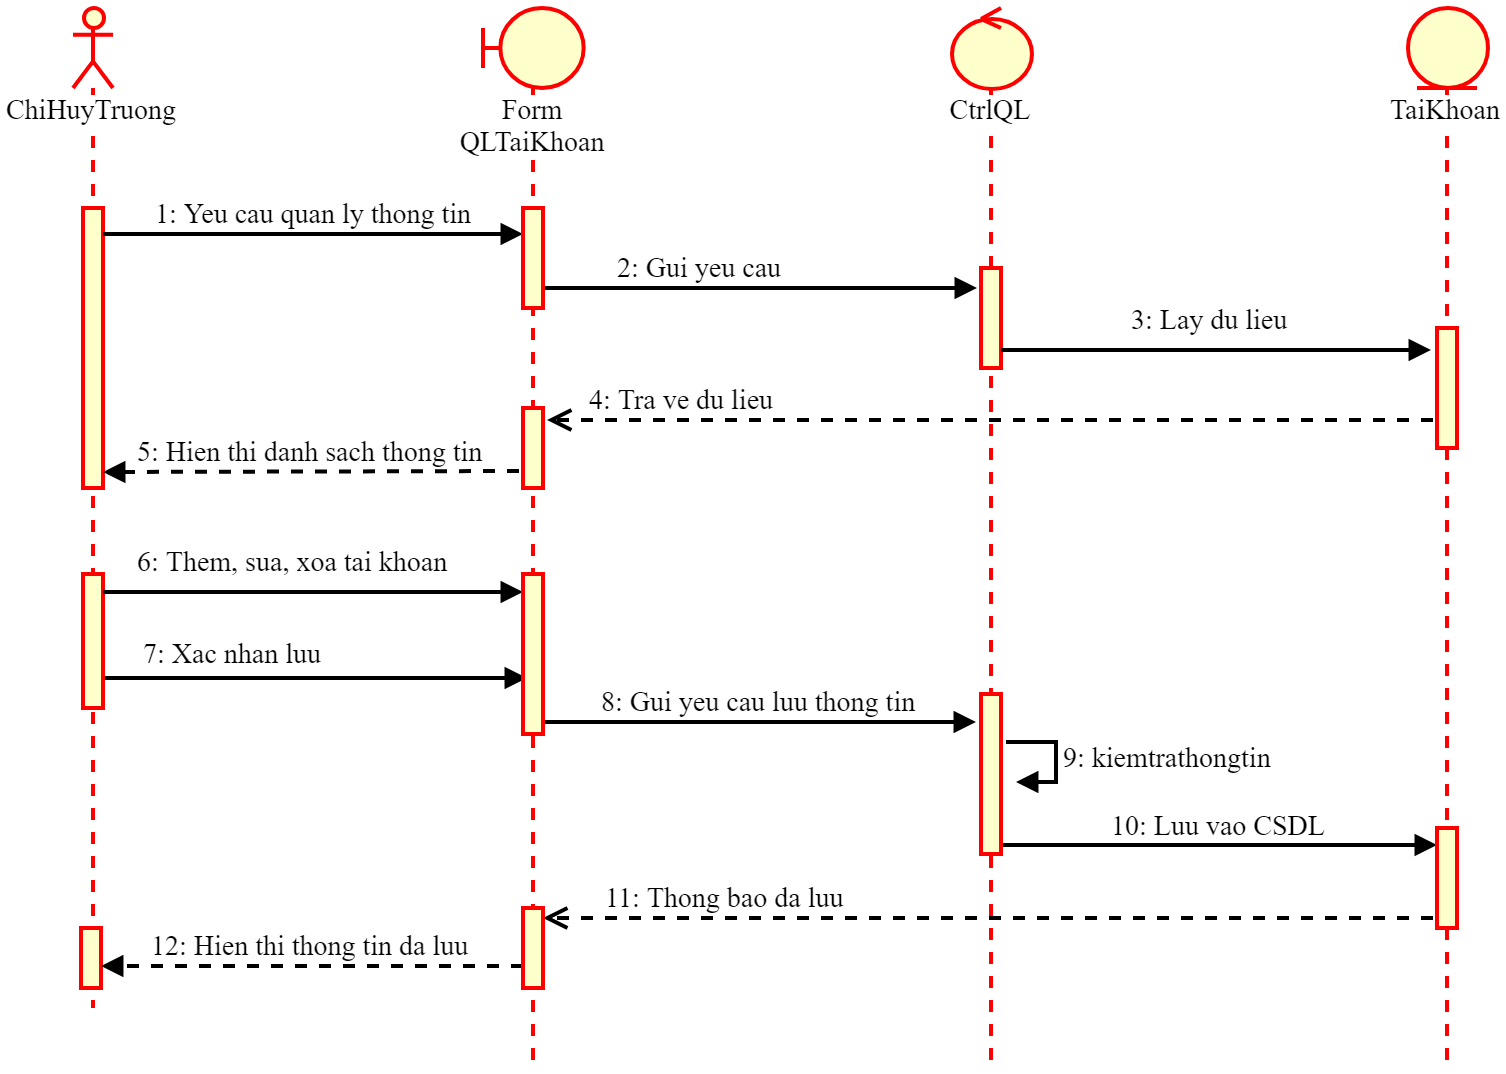 ChiHuyTruong
Form
QLTaiKhoan
CtrlQL
TaiKhoan
1: Yeu cau quan ly thong tin
2: Gui yeu cau
3: Lay du lieu
4: Tra ve du lieu
5: Hien thi danh sach thong tin
6: Them, sua, xoa tai khoan
7: Xac nhan luu
8: Gui yeu cau luu thong tin
9: kiemtrathongtin
10: Luu vao CSDL
11: Thong bao da luu
12: Hien thi thong tin da luu